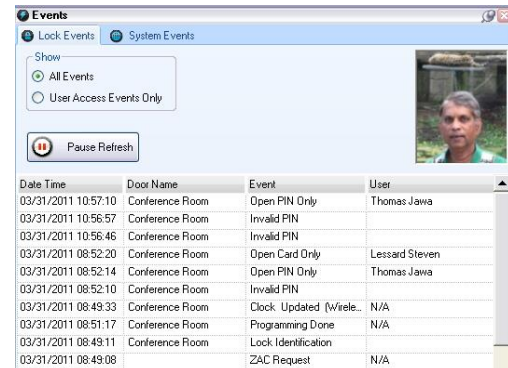 Events
Lock Events System Events
Show
All Events
User Access Events Only
Pause Refresh
Date Time Door Name Event User
03/31/2011 10:57:10 Conference Room Open PIN Only Thomas Jawa
03/31/2011 10:56:57 Conference Room Invalid PIN
03/31/2011 10:56:46 Conference Room Invalid PIN
03/31/2011 08:52:20 Conference Room Open Card Only Lessard Steven
03/31/2011 08:52:14 Conference Room Open PIN Only Thomas Jawa
03/31/2011 08:52:10 Conference Room Invalid PIN
03/31/2011 08:49:33 Conference Room Clock Updated (Wirele... N/A
03/31/2011 08:51:17 Conference Room Programming Done N/A
03/31/2011 08:49:11 Conference Room Lock Identification
03/31/2011 08:49:08 ZAC Request N/A